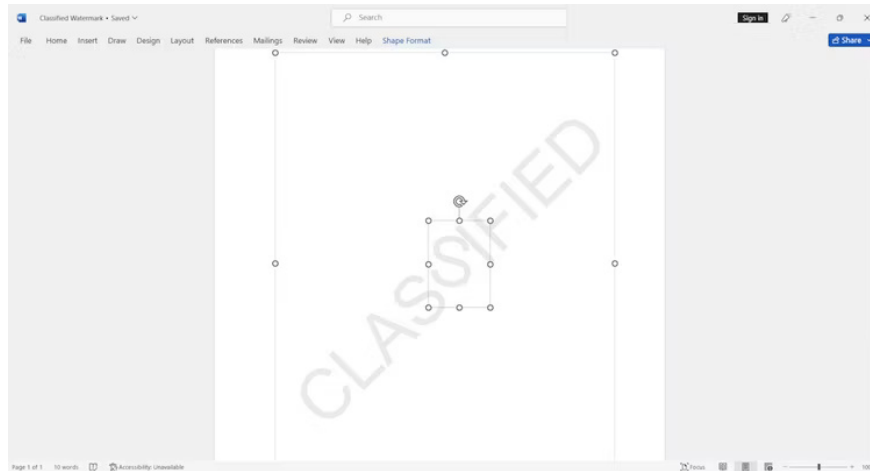 Classified Watermark • Saved
Search
Sign in
File Home Insert Draw Design Layout References Mailings Review View Help Shape Format
Share
CLASSIFIED
Page 1 of 1 10 words Accessibility: Unavailable
Focus